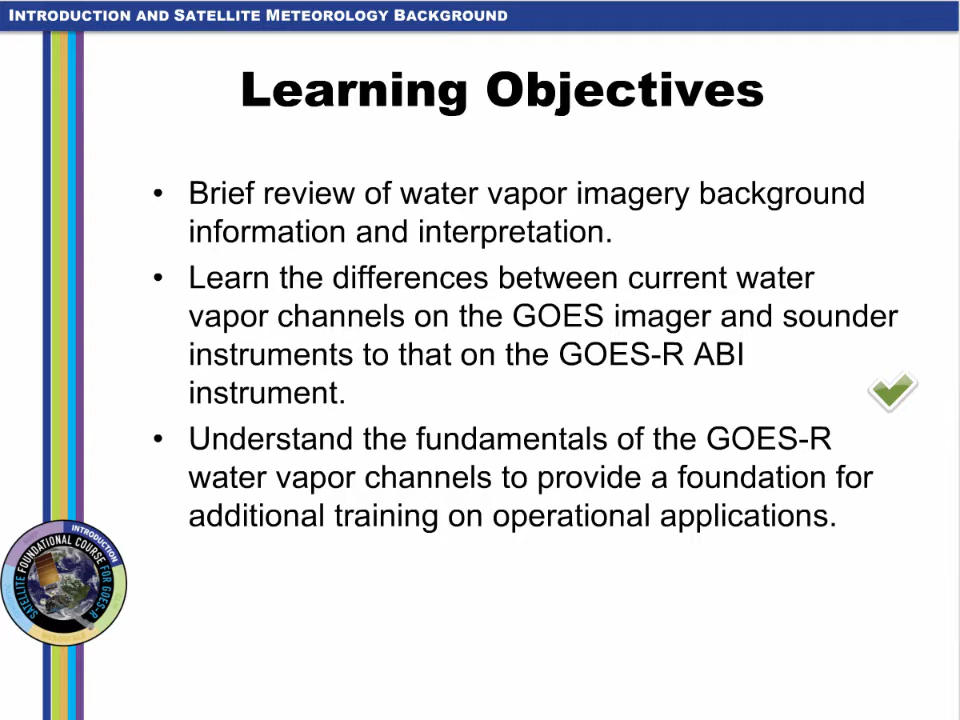 INTRODUCTION AND SATELLITE METEOROLOGY BACKGROUND
Learning Objectives
• Brief review of water vapor imagery background
information and interpretation.
• Learn the differences between current water
vapor channels on the GOES imager and sounder
instruments to that on the GOES-R ABI
instrument.
• Understand the fundamentals of the GOES-R
water vapor channels to provide a foundation for
additional training on operational applications.
INTRODUCTION
SATELLITE FOUNDATIONAL COURSE FOR GOES-R